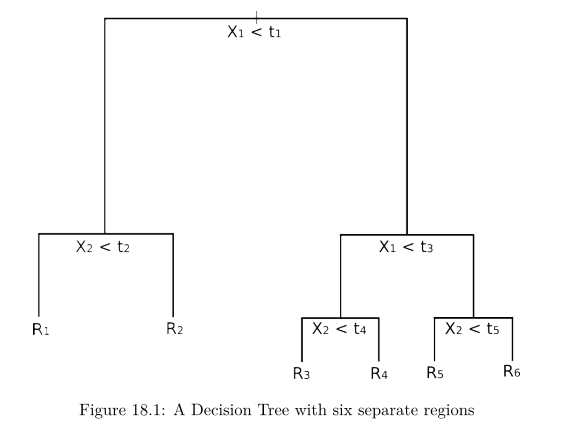 X1 < t1
X2 < t2
X1 < t3
R1
R2
X2 < t4
X2 < t5
R3
R4
R5
R6
Figure 18.1: A Decision Tree with six separate regions